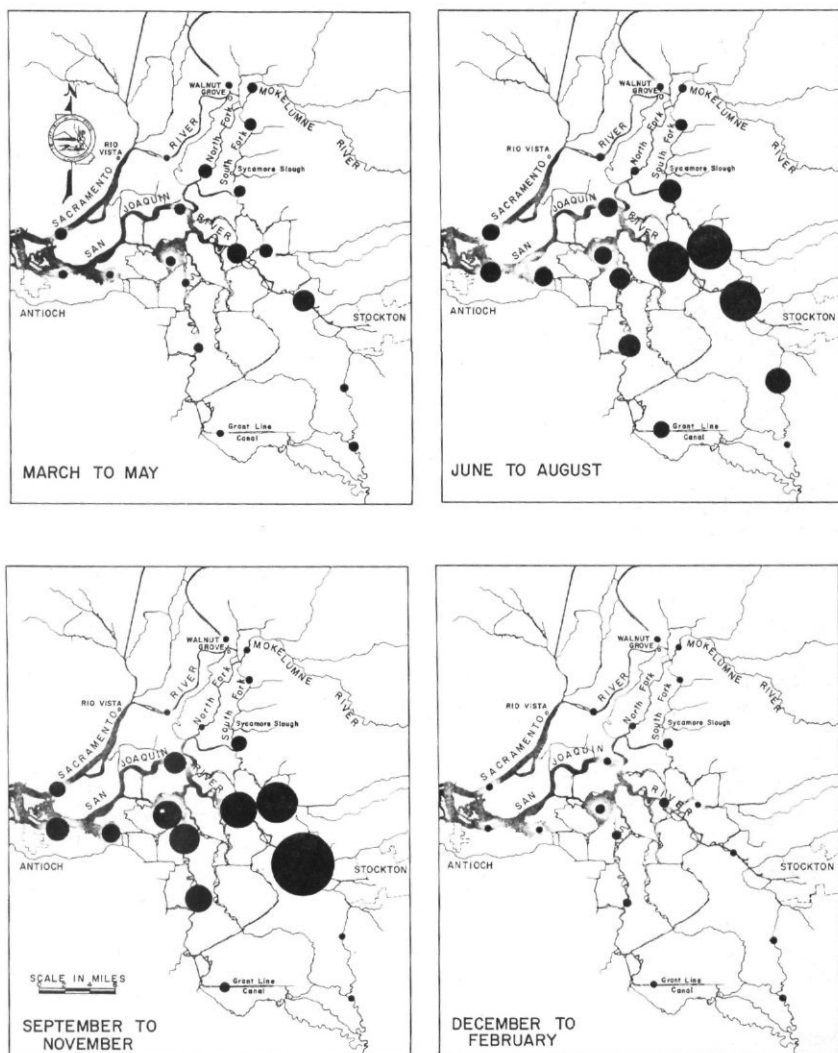 WALNUT
GROVE
MOKELUMNE
RIVER
RIO
VISTA
RIVER
North Fork
South Fork
Sycamore Slough
SACRAMENTO
JOAQUIN
RIVER
SAN
ANTIOCH
STOCKTON
Grant Line
Canal
MARCH TO MAY
WALNUT
GROVE
MOKELUMNE
RIVER
RIO VISTA
RIVER
North Fork
South Fork
Sycamore Slough
SACRAMENTO
JOAQUIN
RIVER
SAN
ANTIOCH
STOCKTON
Grant Line
Canal
JUNE TO AUGUST
WALNUT
GROVE
MOKELUMNE
RIVER
RIO VISTA
RIVER
North Fork
South Fork
Sycamore Slough
SACRAMENTO
JOAQUIN
RIVER
SAN
ANTIOCH
STOCKTON
SCALE IN MILES
Grant Line
Canal
SEPTEMBER TO
NOVEMBER
WALNUT
GROVE
MOKELUMNE
RIVER
RIO VISTA
RIVER
North Fork
South Fork
Sycamore Slough
SACRAMENTO
JOAQUIN
RIVER
SAN
ANTIOCH
STOCKTON
Grant Line
Canal
DECEMBER TO
FEBRUARY